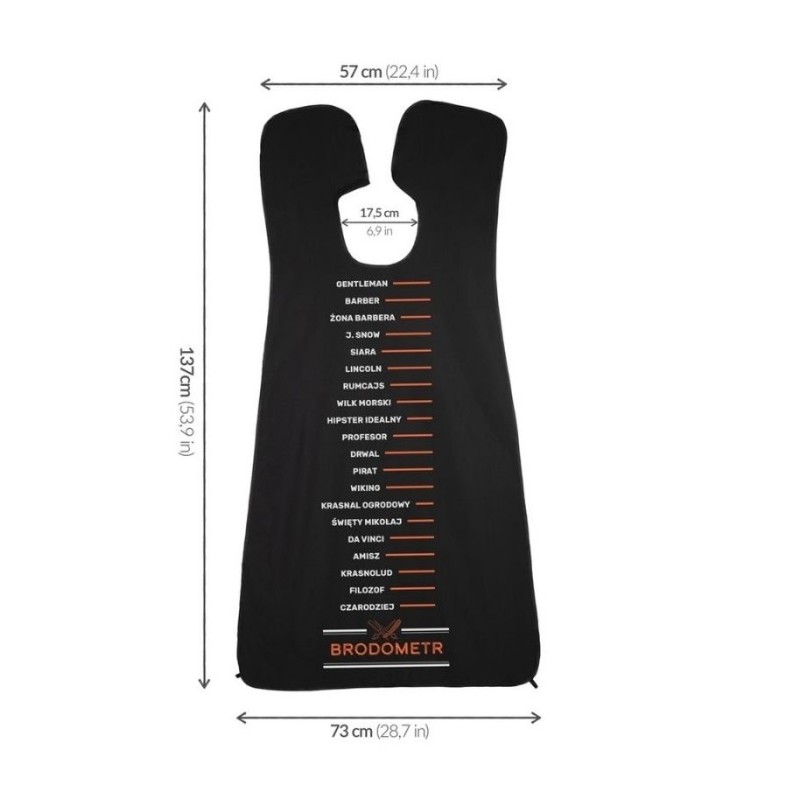 57 cm (22,4 in)
17,5 cm
6,9 in
137cm (53,9 in)
GENTLEMAN
BARBER
ŻONA BARBERA
J. SNOW
SIARA
LINCOLN
RUMCAJS
WILK MORSKI
HIPSTER IDEALNY
PROFESOR
DRWAL
PIRAT
WIKING
KRASNAL OGRODOWY
ŚWIĘTY MIKOŁAJ
DA VINCI
AMISZ
KRASNOLUD
FILOZOF
CZARODZIEJ
BRODOMETR
73 cm (28,7 in)